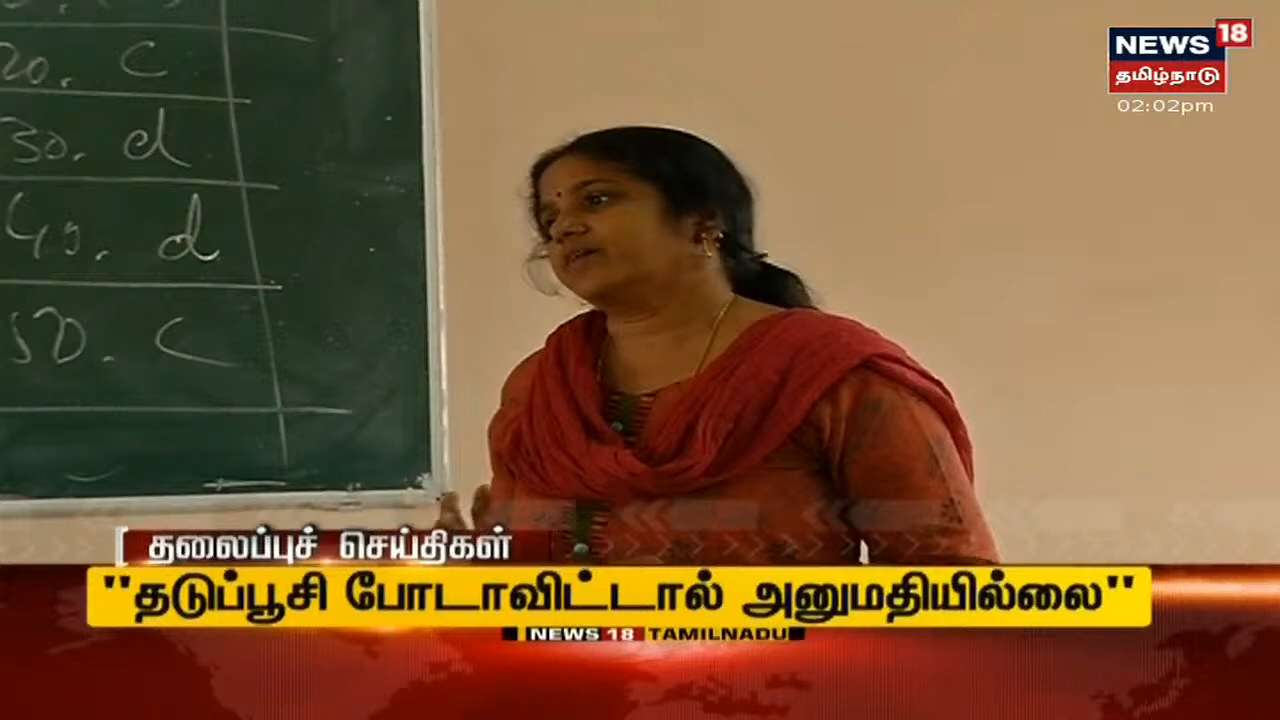 20. C
30. d
40. d
50. C
NEWS 18
தமிழ்நாடு
02:02pm
தலைப்புச் செய்திகள்
"தடுப்பூசி போடாவிட்டால் அனுமதியில்லை"
NEWS 18 TAMILNADU